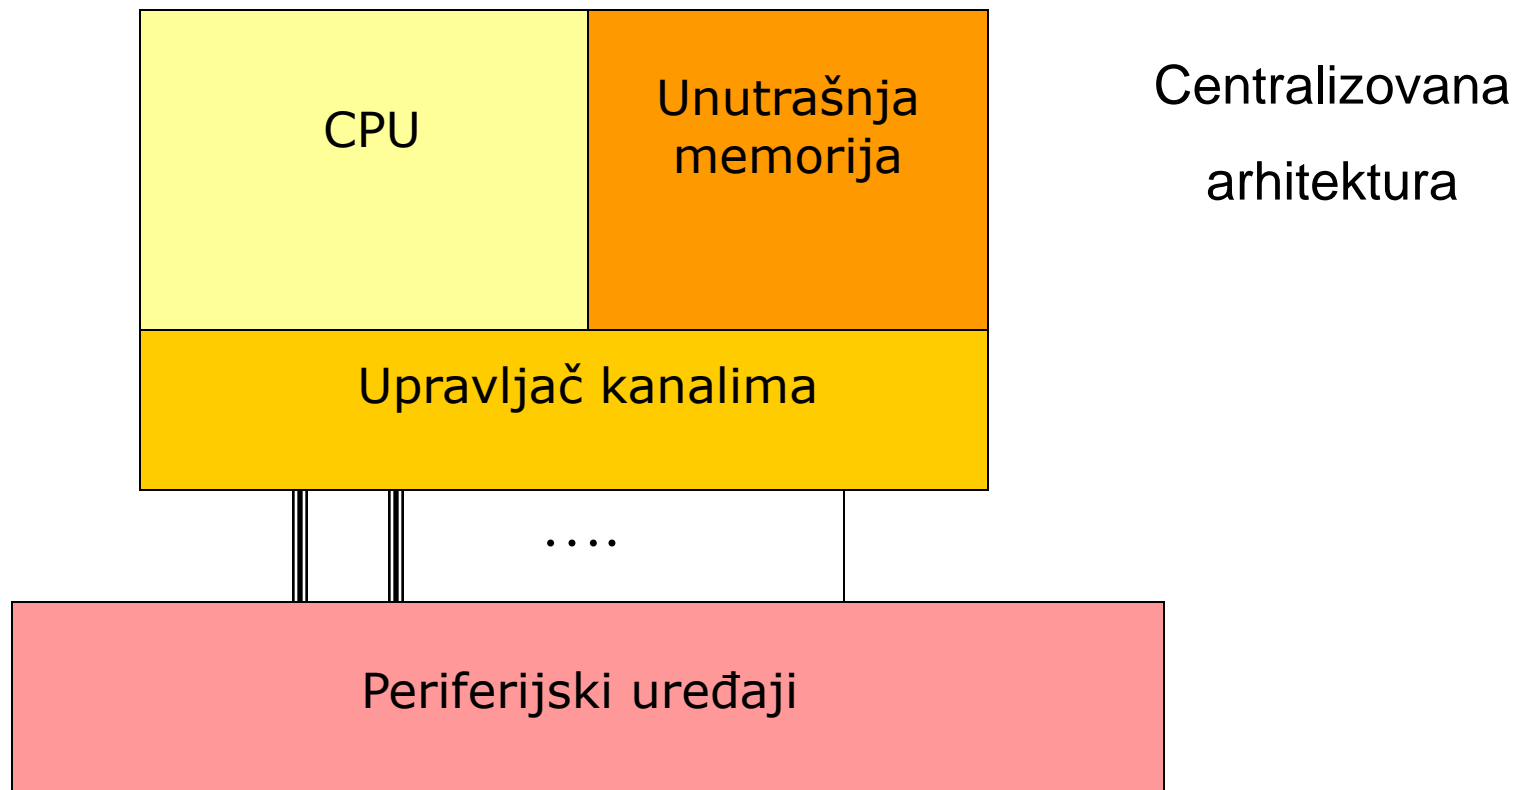 CPU
Unutrašnja
memorija
Centralizovana
arhitektura
Upravljač kanalima
....
Periferijski uređaji